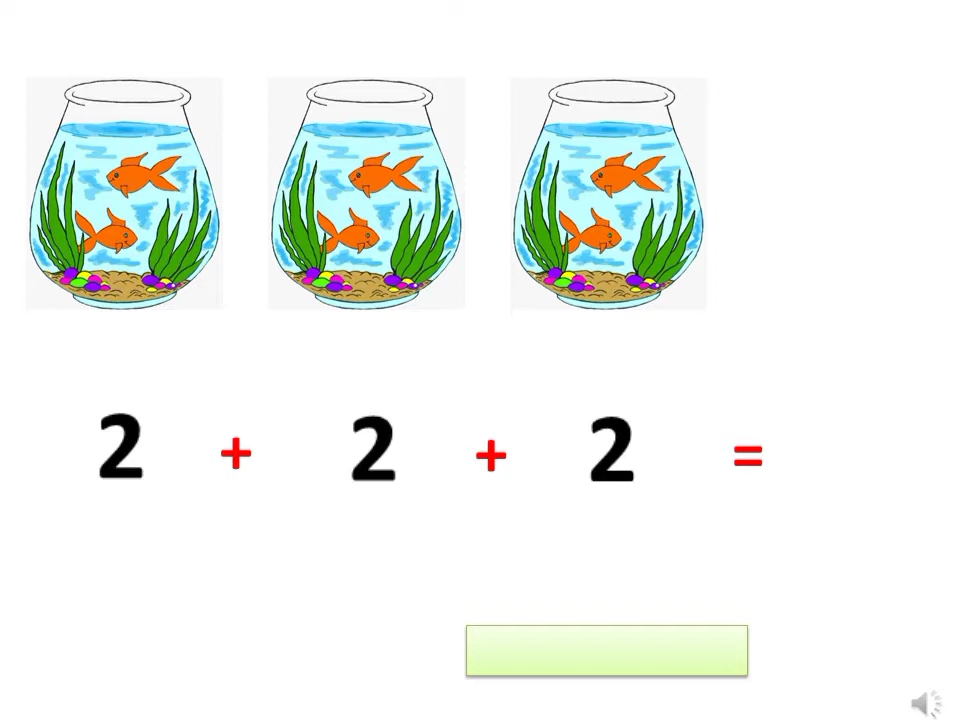 2 + 2 + 2 =